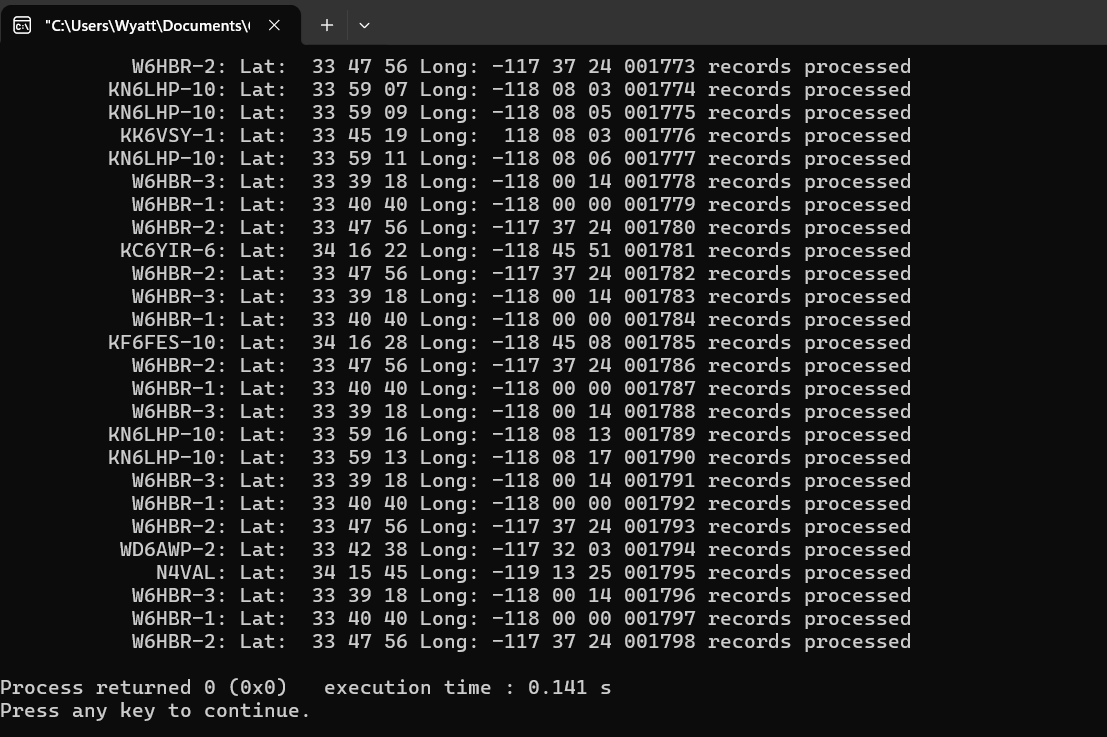 "C:\Users\Wyatt\Documents\
W6HBR-2: Lat:  33 47 56 Long: -117 37 24 001773 records processed
KN6LHP-10: Lat:  33 59 07 Long: -118 08 03 001774 records processed
KN6LHP-10: Lat:  33 59 09 Long: -118 08 05 001775 records processed
KK6VSY-1: Lat:  33 45 19 Long:  118 08 03 001776 records processed
KN6LHP-10: Lat:  33 59 11 Long: -118 08 06 001777 records processed
W6HBR-3: Lat:  33 39 18 Long: -118 00 14 001778 records processed
W6HBR-1: Lat:  33 40 40 Long: -118 00 00 001779 records processed
W6HBR-2: Lat:  33 47 56 Long: -117 37 24 001780 records processed
KC6YIR-6: Lat:  34 16 22 Long: -118 45 51 001781 records processed
W6HBR-2: Lat:  33 47 56 Long: -117 37 24 001782 records processed
W6HBR-3: Lat:  33 39 18 Long: -118 00 14 001783 records processed
W6HBR-1: Lat:  33 40 40 Long: -118 00 00 001784 records processed
KF6FES-10: Lat:  34 16 28 Long: -118 45 08 001785 records processed
W6HBR-2: Lat:  33 47 56 Long: -117 37 24 001786 records processed
W6HBR-1: Lat:  33 40 40 Long: -118 00 00 001787 records processed
W6HBR-3: Lat:  33 39 18 Long: -118 00 14 001788 records processed
KN6LHP-10: Lat:  33 59 16 Long: -118 08 13 001789 records processed
KN6LHP-10: Lat:  33 59 13 Long: -118 08 17 001790 records processed
W6HBR-3: Lat:  33 39 18 Long: -118 00 14 001791 records processed
W6HBR-1: Lat:  33 40 40 Long: -118 00 00 001792 records processed
W6HBR-2: Lat:  33 47 56 Long: -117 37 24 001793 records processed
WD6AWP-2: Lat:  33 42 38 Long: -117 32 03 001794 records processed
N4VAL: Lat:  34 15 45 Long: -119 13 25 001795 records processed
W6HBR-3: Lat:  33 39 18 Long: -118 00 14 001796 records processed
W6HBR-1: Lat:  33 40 40 Long: -118 00 00 001797 records processed
W6HBR-2: Lat:  33 47 56 Long: -117 37 24 001798 records processed
Process returned 0 (0x0)   execution time : 0.141 s
Press any key to continue.